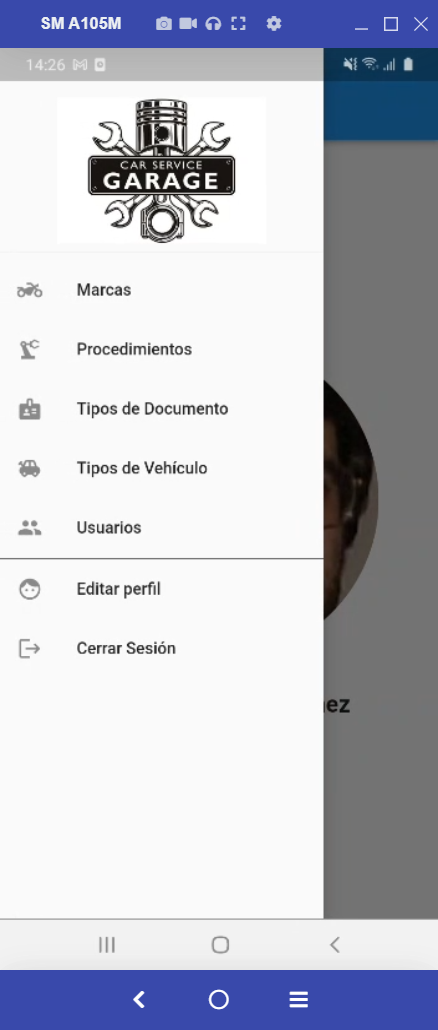 SM A105M
14:26
CAR SERVICE
GARAGE
Marcas
Procedimientos
Tipos de Documento
Tipos de Vehículo
Usuarios
Editar perfil
Cerrar Sesión
ez